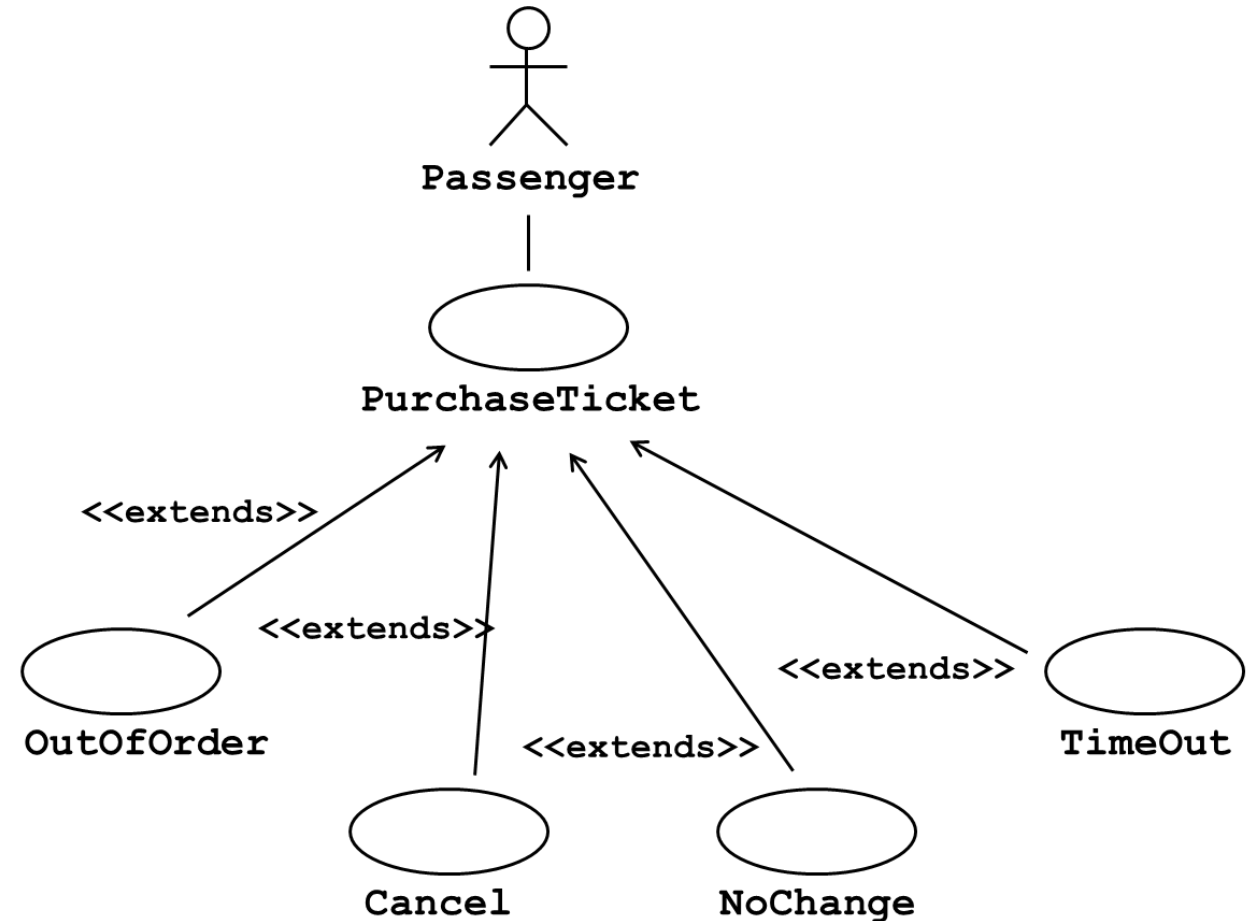 Passenger
PurchaseTicket
<<extends>>
<<extends>>
<<extends>>
OutOfOrder
<<extends>>
TimeOut
Cancel
NoChange